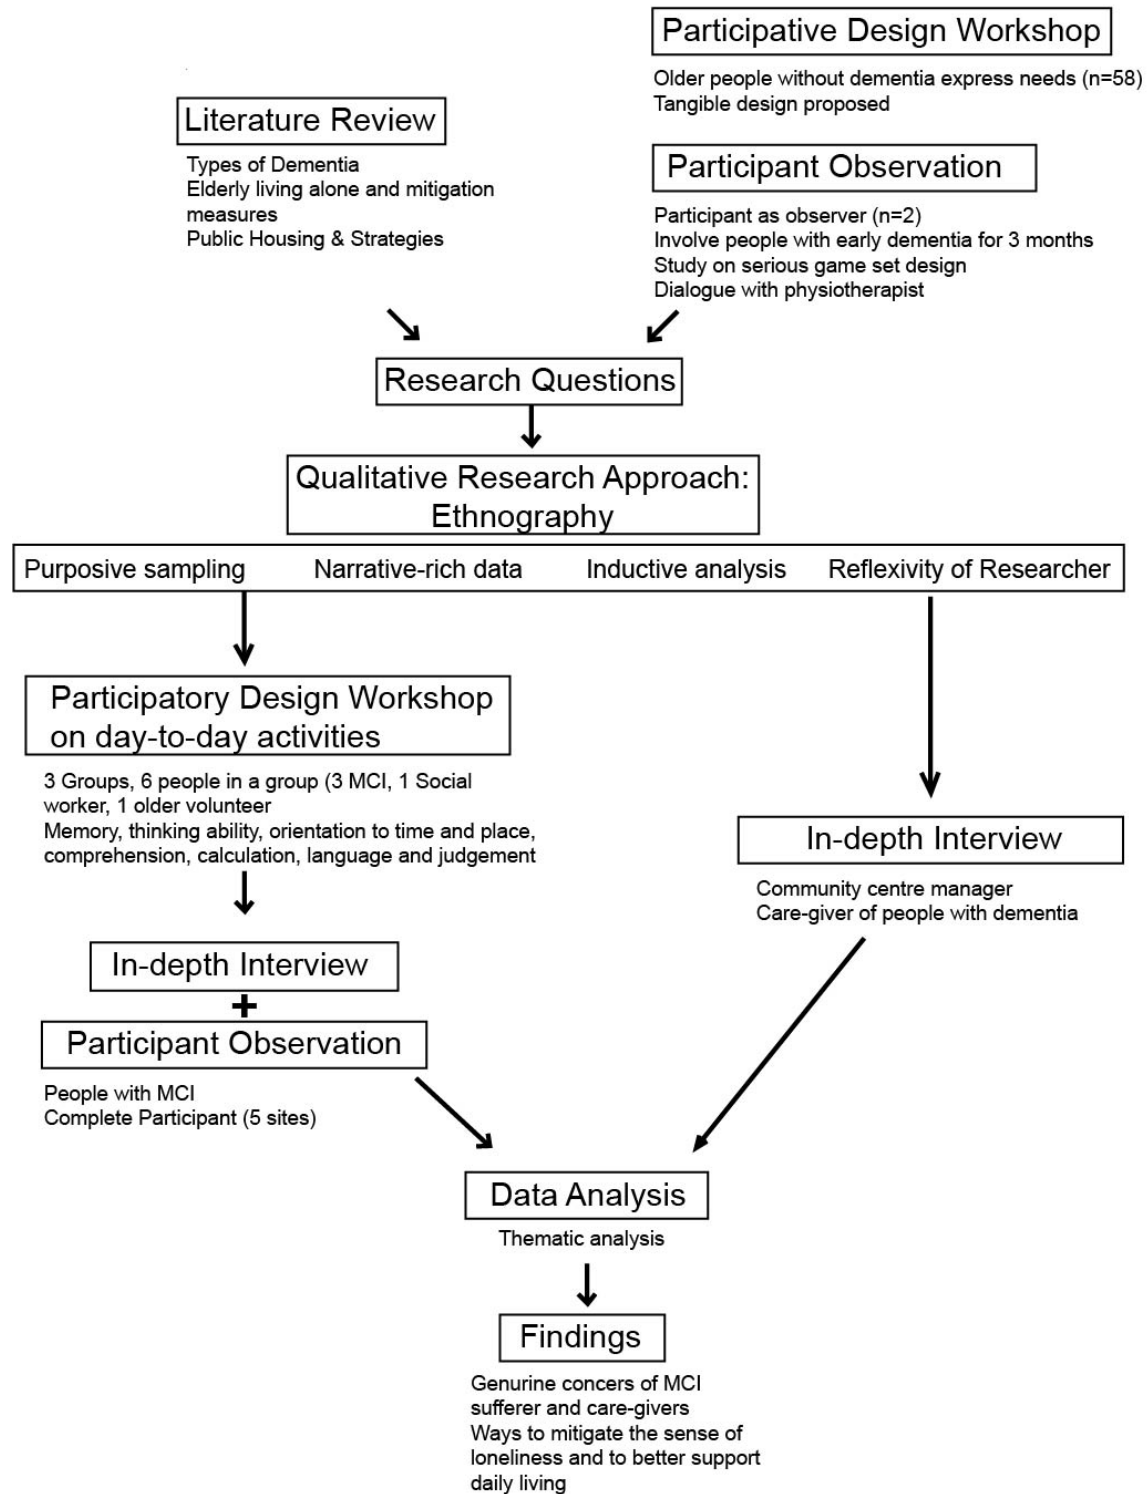 Participative Design Workshop
Older people without dementia express needs (n=58)
Tangible design proposed
Literature Review
Types of Dementia
Elderly living alone and mitigation
measures
Public Housing & Strategies
Participant Observation
Participant as observer (n=2)
Involve people with early dementia for 3 months
Study on serious game set design
Dialogue with physiotherapist
Research Questions
Qualitative Research Approach:
Ethnography
Purposive sampling Narrative-rich data Inductive analysis Reflexivity of Researcher
Participatory Design Workshop
on day-to-day activities
3 Groups, 6 people in a group (3 MCI, 1 Social
worker, 1 older volunteer
Memory, thinking ability, orientation to time and place,
comprehension, calculation, language and judgement
In-depth Interview
Community centre manager
Care-giver of people with dementia
In-depth Interview
+
Participant Observation
People with MCI
Complete Participant (5 sites)
Data Analysis
Thematic analysis
Findings
Genurine concers of MCI
sufferer and care-givers
Ways to mitigate the sense of
loneliness and to better support
daily living